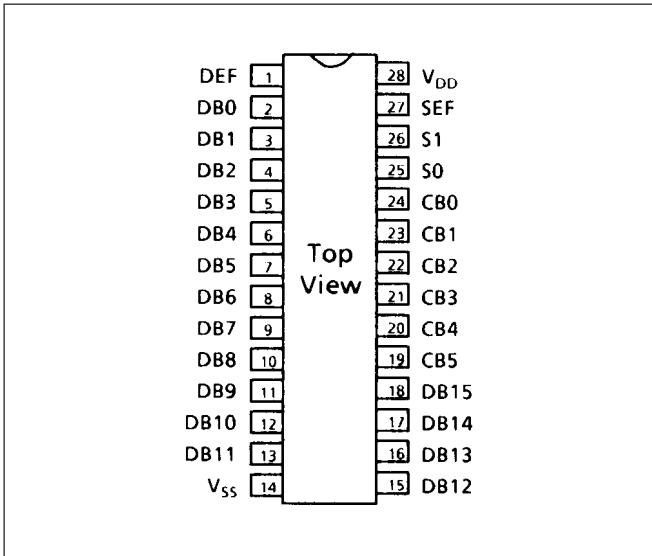 DEF 1 28 V_DD
DB0 2 27 SEF
DB1 3 26 S1
DB2 4 25 S0
DB3 5 24 CB0
DB4 6 23 CB1
DB5 7 22 CB2
DB6 8 21 CB3
DB7 9 20 CB4
DB8 10 19 CB5
DB9 11 18 DB15
DB10 12 17 DB14
DB11 13 16 DB13
V_SS 14 15 DB12
Top
View